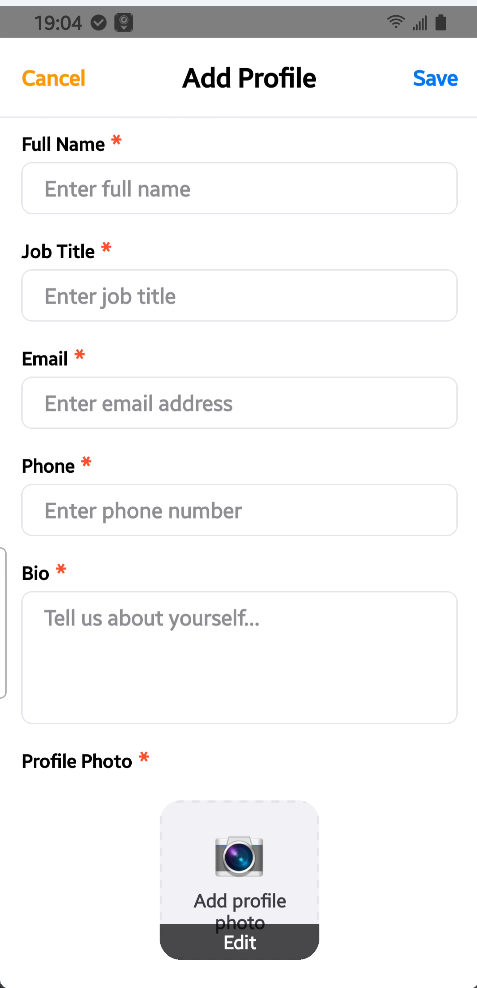 19:04
Cancel
Add Profile
Save
Full Name *
Enter full name
Job Title *
Enter job title
Email *
Enter email address
Phone *
Enter phone number
Bio *
Tell us about yourself...
Profile Photo *
Add profile
photo
Edit